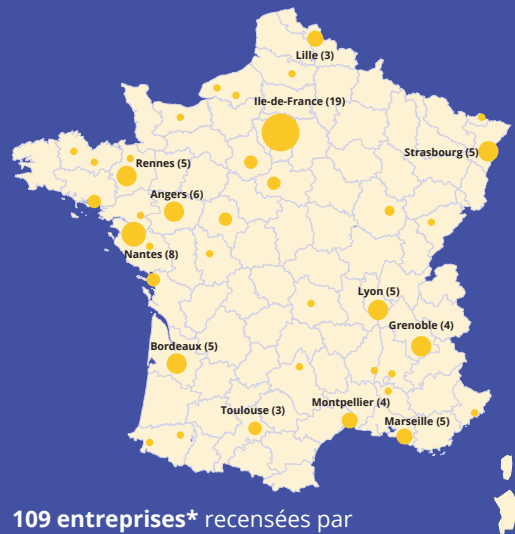 Lille (3)
Ile-de-France (19)
Strasbourg (5)
Rennes (5)
Angers (6)
Nantes (8)
Lyon (5)
Grenoble (4)
Bordeaux (5)
Montpellier (4)
Toulouse (3)
Marseille (5)
109 entreprises* recensées par